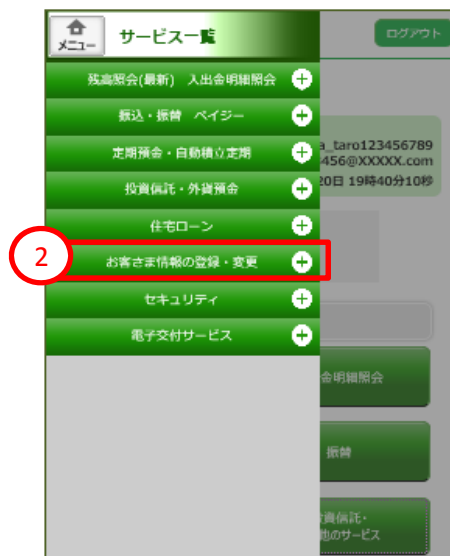 メニュー
サービス一覧
ログアウト
残高照会(最新) 入出金明細照会
振込・振替 ペイジー
a_taro123456789
定期預金・自動積立定期
456@XXXXX.com
投資信託・外貨預金
20日 19時40分10秒
住宅ローン
2
お客さま情報の登録・変更
セキュリティ
電子交付サービス
金明細照会
振替
資信託・
他のサービス